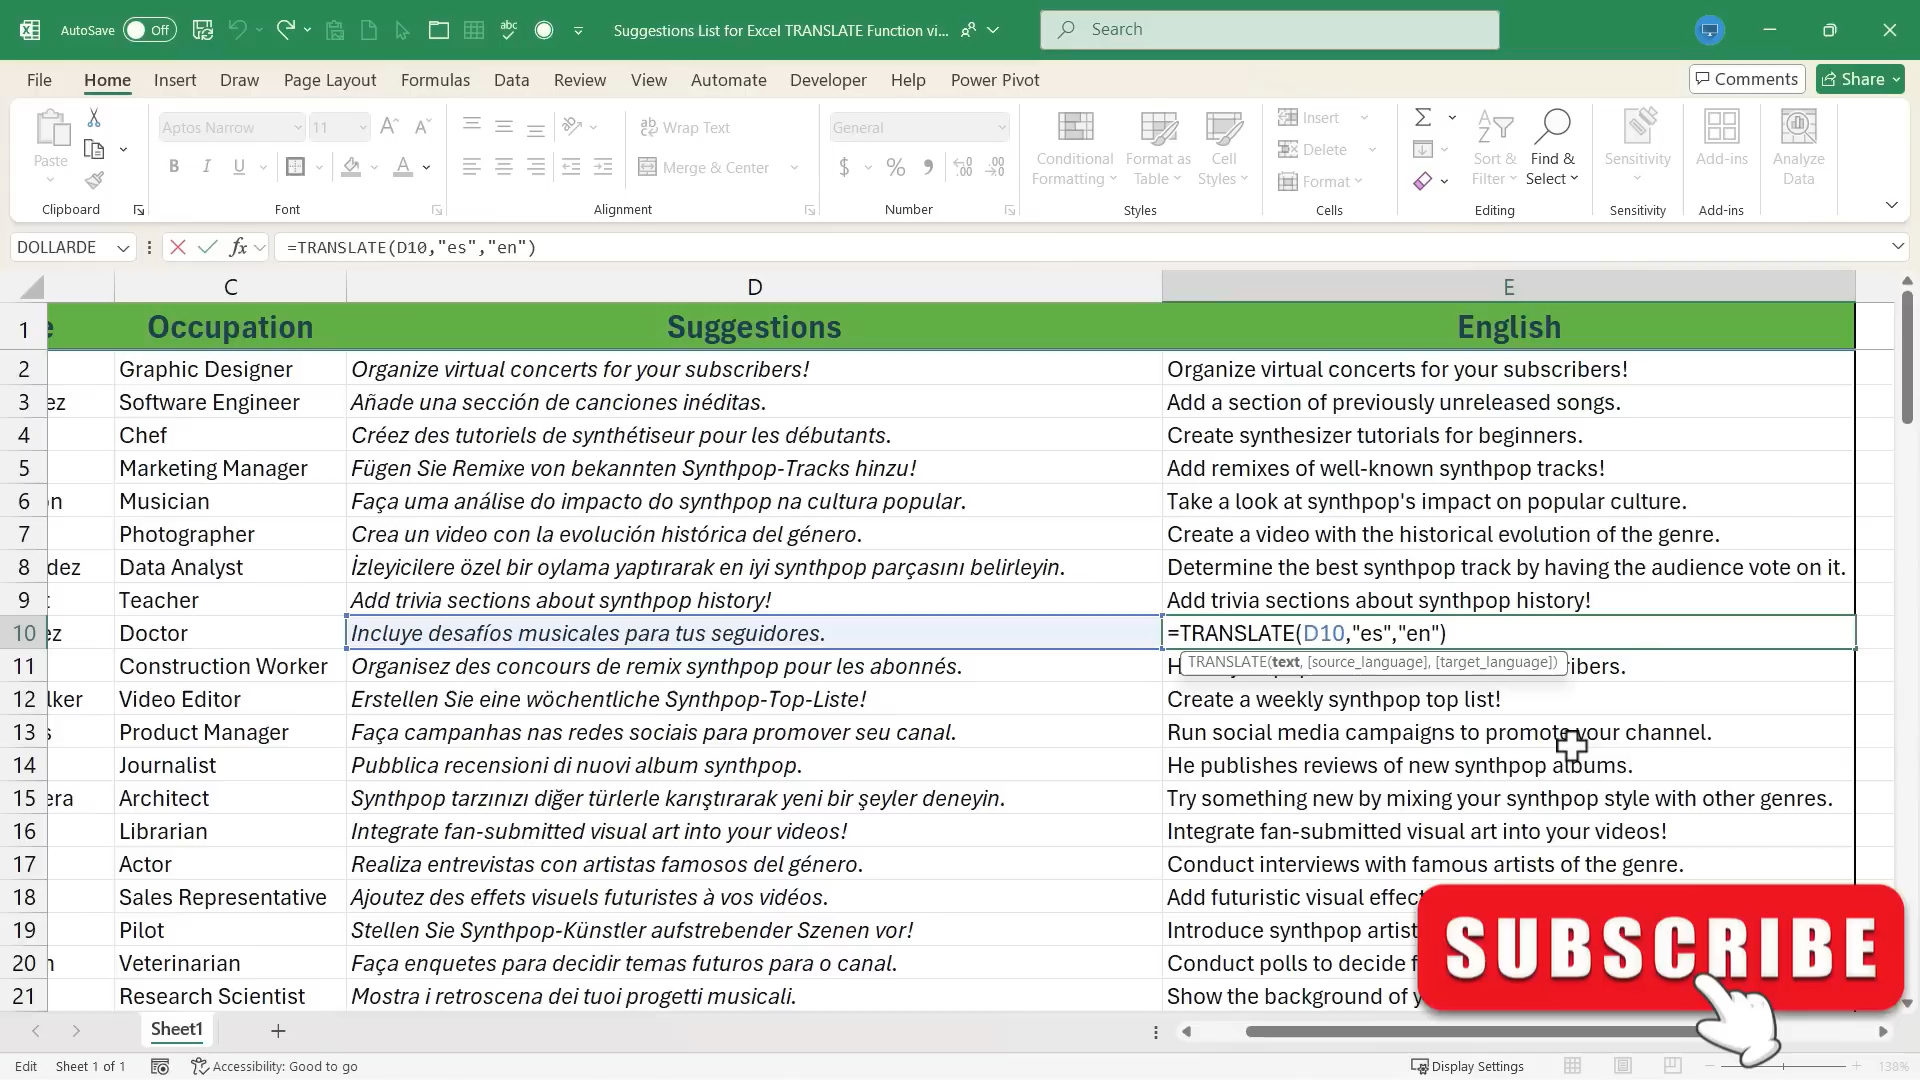 AutoSave Off abc Suggestions List for Excel TRANSLATE Function vi... Search
File Home Insert Draw Page Layout Formulas Data Review View Automate Developer Help Power Pivot Comments Share
Paste Aptos Narrow 11 Wrap Text General Conditional Formatting Format as Table Cell Styles Insert Sort & Filter Find & Select Sensitivity Add-ins Analyze Data
B I U A Merge & Center $ % Delete
Format
Clipboard Font Alignment Number Styles Cells Editing Sensitivity Add-ins
DOLLARDE fx =TRANSLATE(D10,"es","en")
C D E
1 e Occupation Suggestions English
2 Graphic Designer Organize virtual concerts for your subscribers! Organize virtual concerts for your subscribers!
3 ez Software Engineer Añade una sección de canciones inéditas. Add a section of previously unreleased songs.
4 Chef Créez des tutoriels de synthétiseur pour les débutants. Create synthesizer tutorials for beginners.
5 Marketing Manager Fügen Sie Remixe von bekannten Synthpop-Tracks hinzu! Add remixes of well-known synthpop tracks!
6 on Musician Faça uma análise do impacto do synthpop na cultura popular. Take a look at synthpop's impact on popular culture.
7 Photographer Crea un video con la evolución histórica del género. Create a video with the historical evolution of the genre.
8 dez Data Analyst İzleyicilere özel bir oylama yaptırarak en iyi synthpop parçasını belirleyin. Determine the best synthpop track by having the audience vote on it.
9 Teacher Add trivia sections about synthpop history! Add trivia sections about synthpop history!
10 ez Doctor Incluye desafíos musicales para tus seguidores. =TRANSLATE(D10,"es","en")
TRANSLATE(text, [source_language], [target_language])
11 Construction Worker Organisez des concours de remix synthpop pour les abonnés. H ibers.
12 lker Video Editor Erstellen Sie eine wöchentliche Synthpop-Top-Liste! Create a weekly synthpop top list!
13 s Product Manager Faça campanhas nas redes sociais para promover seu canal. Run social media campaigns to promote your channel.
14 Journalist Pubblica recensioni di nuovi album synthpop. He publishes reviews of new synthpop albums.
15 era Architect Synthpop tarzınızı diğer türlerle karıştırarak yeni bir şeyler deneyin. Try something new by mixing your synthpop style with other genres.
16 Librarian Integrate fan-submitted visual art into your videos! Integrate fan-submitted visual art into your videos!
17 Actor Realiza entrevistas con artistas famosos del género. Conduct interviews with famous artists of the genre.
18 Sales Representative Ajoutez des effets visuels futuristes à vos vidéos. Add futuristic visual effec
19 Pilot Stellen Sie Synthpop-Künstler aufstrebender Szenen vor! Introduce synthpop artist
20 n Veterinarian Faça enquetes para decidir temas futuros para o canal. Conduct polls to decide f
21 Research Scientist Mostra i retroscena dei tuoi progetti musicali. Show the background of y
SUBSCRIBE
Sheet1
Edit Sheet 1 of 1 Accessibility: Good to go Display Settings 138%